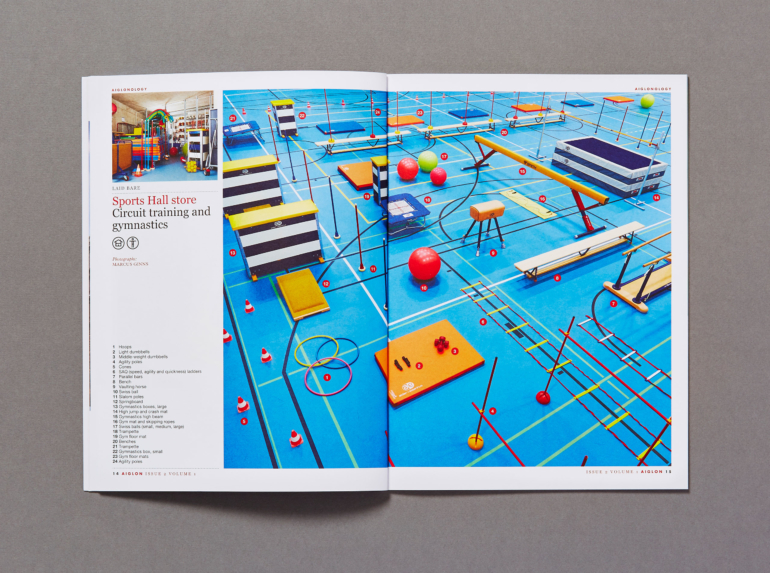 AIGLONOLOGY
AIGLONOLOGY
LAID BARE
Sports Hall store
Circuit training and
gymnastics
Photography
MARCUS GINNS
1 Hoops
2 Light dumbbells
3 Middle-weight dumbbells
4 Agility poles
5 Cones
6 SAQ (speed, agility and quickness) ladders
7 Parallel bars
8 Bench
9 Vaulting horse
10 Swiss ball
11 Slalom poles
12 Springboard
13 Gymnastics boxes, large
14 High jump and crash mat
15 Gymnastics high beam
16 Gym mat and skipping ropes
17 Swiss balls (small, medium, large)
18 Trampette
19 Gym floor mat
20 Benches
21 Trampette
22 Gymnastics box, small
23 Gym floor mats
24 Agility poles
14 AIGLON ISSUE 2 VOLUME 1
ISSUE 2 VOLUME 1 AIGLON 15